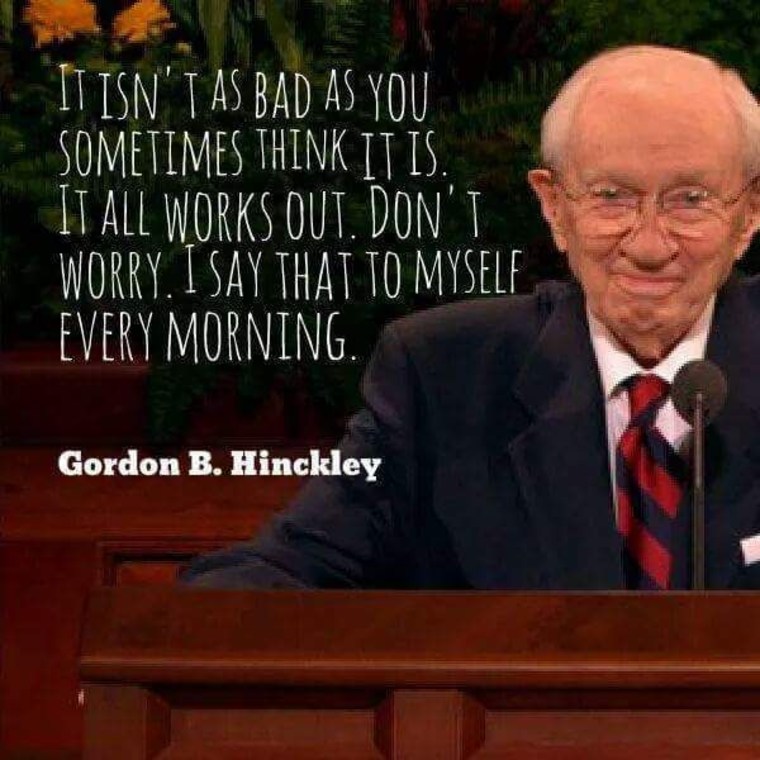 It isn't as bad as you
sometimes think it is.
It all works out. Don't
worry. I say that to myself
every morning.
Gordon B. Hinckley